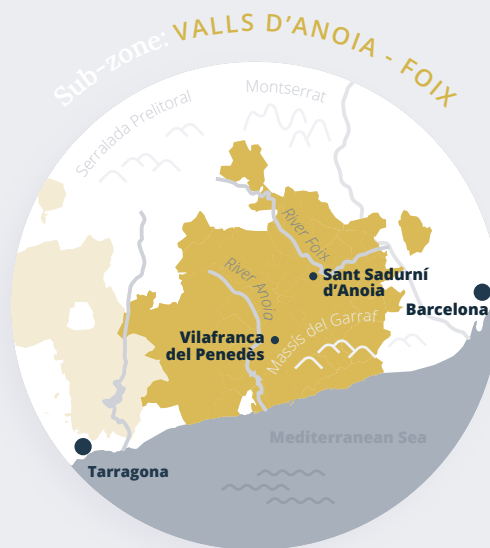 Sub-zone: VALLS D'ANOIA - FOIX
Montserrat
Serralada Prelitoral
River Foix
River Anoia
Sant Sadurní
d'Anoia
Barcelona
Massís del Garraf
Vilafranca
del Penedès
Mediterranean Sea
Tarragona